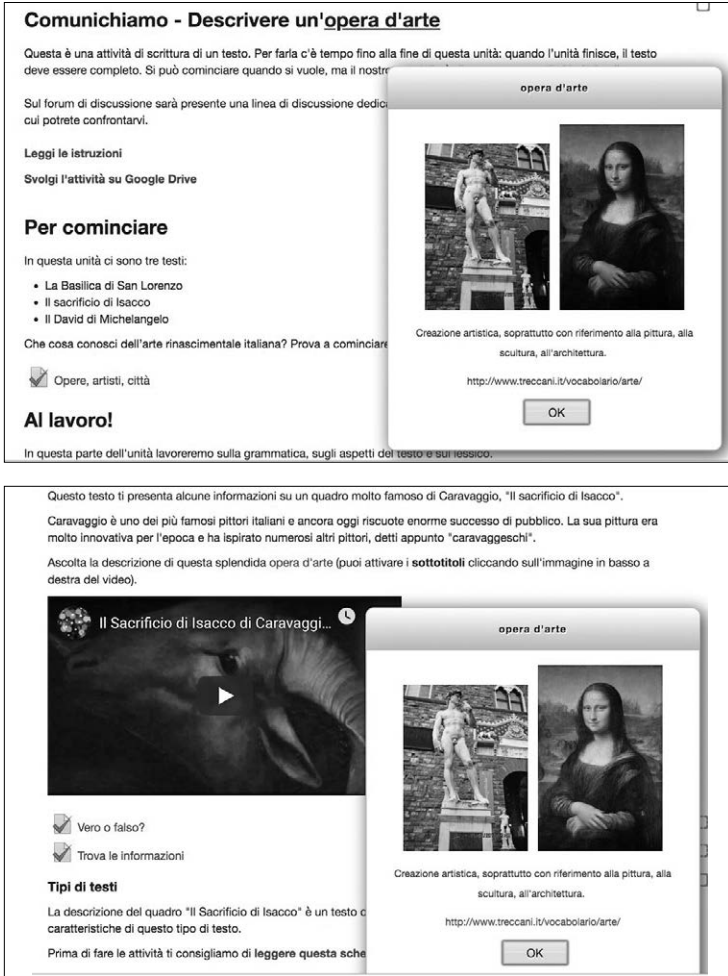 Comunichiamo - Descrivere un'opera d'arte
Questa è una attività di scrittura di un testo. Per farla c'è tempo fino alla fine di questa unità: quando l'unità finisce, il testo
deve essere completo. Si può cominciare quando si vuole, ma il nostro
Sul forum di discussione sarà presente una linea di discussione
cui potrete confrontarvi.
Leggi le istruzioni
Svolgi l'attività su Google Drive
Per cominciare
In questa unità ci sono tre testi:
• La Basilica di San Lorenzo
• Il sacrificio di Isacco
• Il David di Michelangelo
Che cosa conosci dell'arte rinascimentale italiana? Prova a cominciare
Opere, artisti, città
Al lavoro!
In questa parte dell'unità lavoreremo sulla grammatica, sugli aspetti del testo e sul lessico.
opera d'arte
Creazione artistica, soprattutto con riferimento alla pittura, alla
scultura, all'architettura.
http://www.treccani.it/vocabolario/arte/
OK
Questo testo ti presenta alcune informazioni su un quadro molto famoso di Caravaggio, "Il sacrificio di Isacco".
Caravaggio è uno dei più famosi pittori italiani e ancora oggi riscuote enorme successo di pubblico. La sua pittura era
molto innovativa per l'epoca e ha ispirato numerosi altri pittori, detti appunto "caravaggeschi".
Ascolta la descrizione di questa splendida opera d'arte (puoi attivare i sottotitoli cliccando sull'immagine in basso a
destra del video).
Il Sacrificio di Isacco di Caravaggi...
Vero o falso?
Trova le informazioni
Tipi di testi
La descrizione del quadro "Il Sacrificio di Isacco" è un testo
caratteristiche di questo tipo di testo.
Prima di fare le attività ti consigliamo di leggere questa sche
opera d'arte
Creazione artistica, soprattutto con riferimento alla pittura, alla
scultura, all'architettura.
http://www.treccani.it/vocabolario/arte/
OK